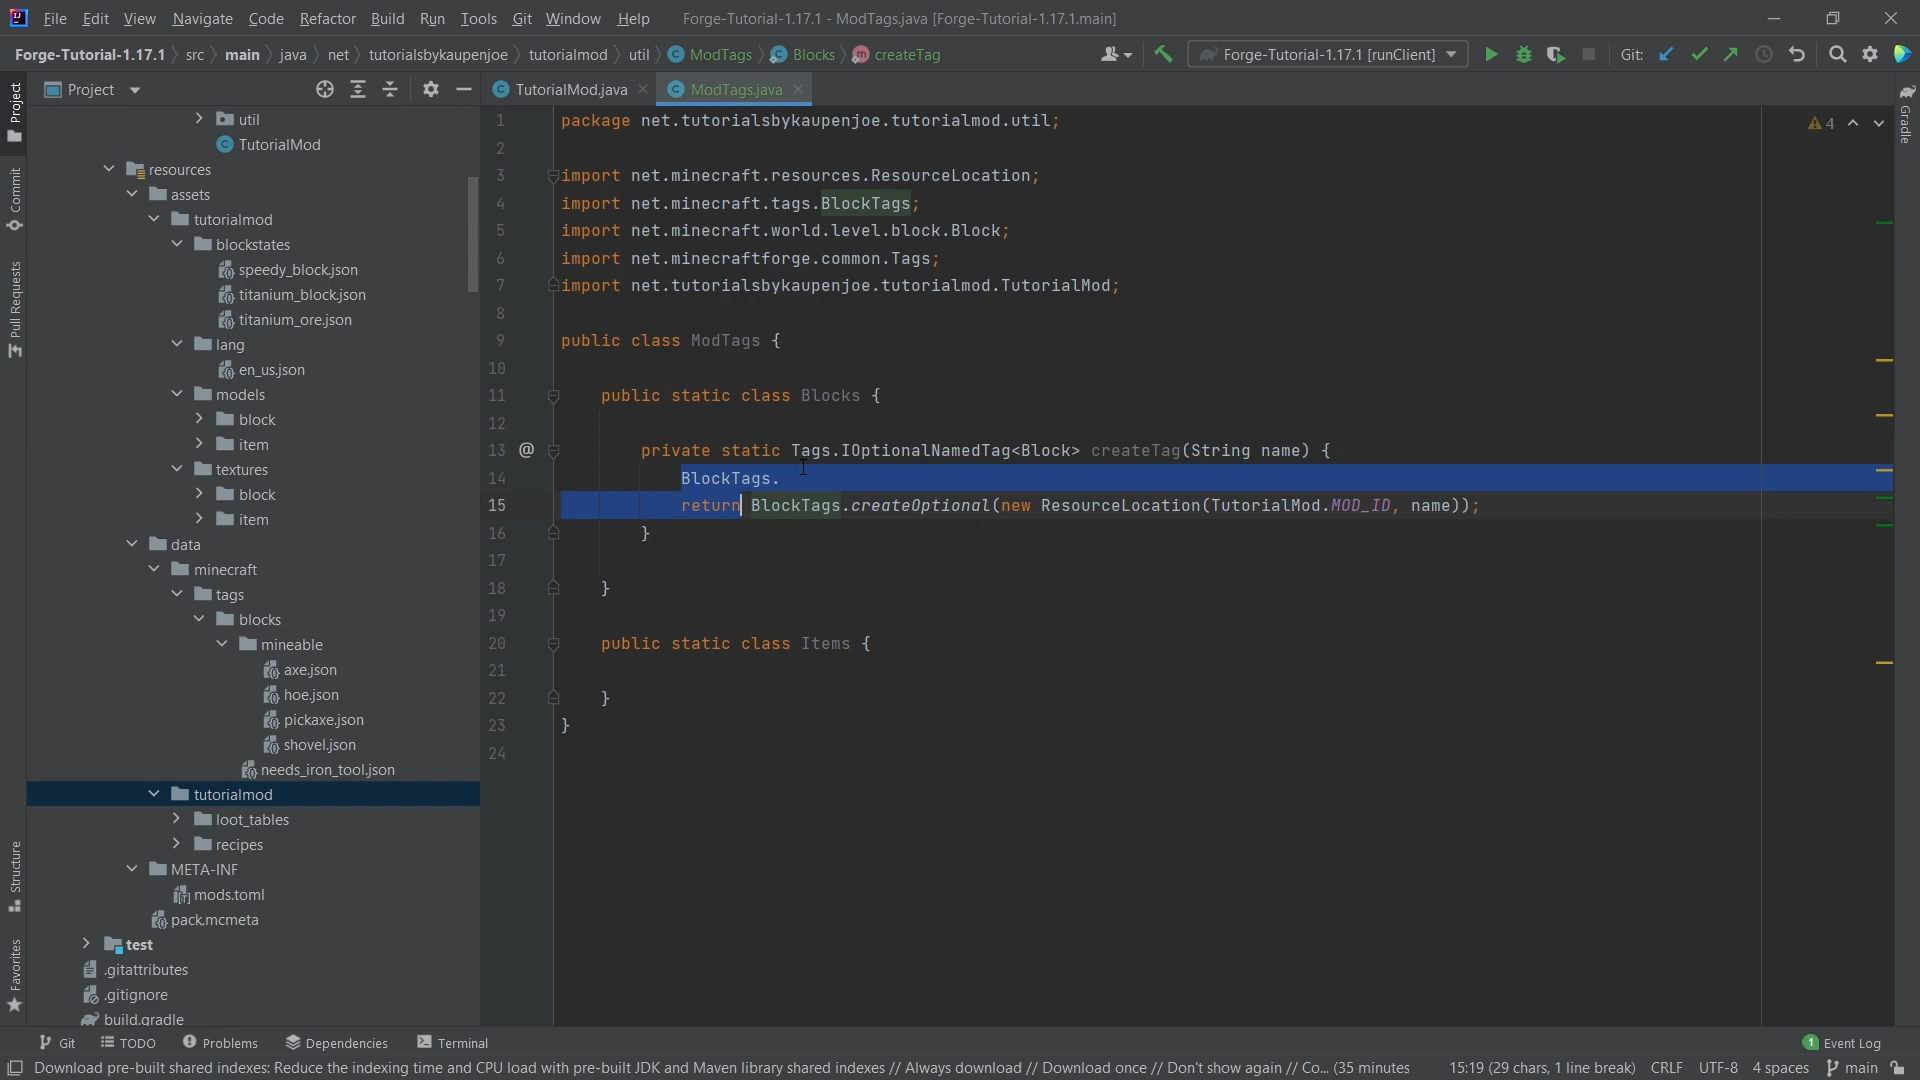 File Edit View Navigate Code Refactor Build Run Tools Git Window Help Forge-Tutorial-1.17.1 - ModTags.java [Forge-Tutorial-1.17.1.main]
Forge-Tutorial-1.17.1 src main java net tutorialsbykaupenjoe tutorialmod util ModTags Blocks createTag Forge-Tutorial-1.17.1 [runClient] Git:
Project TutorialMod.java ModTags.java
Project
Commit
Pull Requests
Structure
Favorites
util
TutorialMod
resources
assets
tutorialmod
blockstates
speedy_block.json
titanium_block.json
titanium_ore.json
lang
en_us.json
models
block
item
textures
block
item
data
minecraft
tags
blocks
mineable
axe.json
hoe.json
pickaxe.json
shovel.json
needs_iron_tool.json
tutorialmod
loot_tables
recipes
META-INF
mods.toml
pack.mcmeta
test
.gitattributes
.gitignore
build.gradle
1 package net.tutorialsbykaupenjoe.tutorialmod.util;
2
3 import net.minecraft.resources.ResourceLocation;
4 import net.minecraft.tags.BlockTags;
5 import net.minecraft.world.level.block.Block;
6 import net.minecraftforge.common.Tags;
7 import net.tutorialsbykaupenjoe.tutorialmod.TutorialMod;
8
9 public class ModTags {
10
11 public static class Blocks {
12
13 @ private static Tags.IOptionalNamedTag<Block> createTag(String name) {
14 BlockTags.
15 return BlockTags.createOptional(new ResourceLocation(TutorialMod.MOD_ID, name));
16 }
17
18 }
19
20 public static class Items {
21
22 }
23 }
24
4
Gradle
Git TODO Problems Dependencies Terminal 1 Event Log
Download pre-built shared indexes: Reduce the indexing time and CPU load with pre-built JDK and Maven library shared indexes // Always download // Download once // Don't show again // Co... (35 minutes 15:19 (29 chars, 1 line break) CRLF UTF-8 4 spaces main